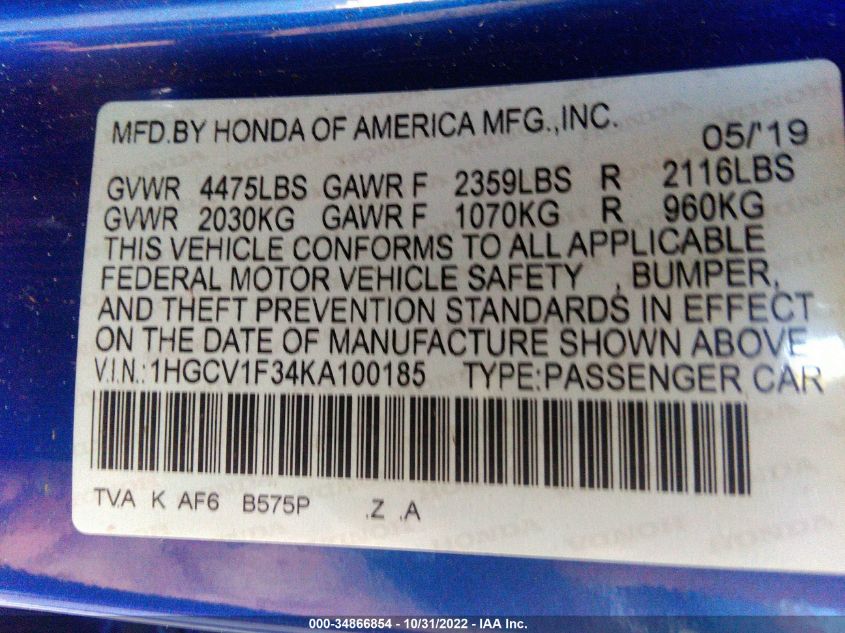 MFD.BY HONDA OF AMERICA MFG.,INC. 05/'19
GVWR 4475LBS GAWR F 2359LBS R 2116LBS
GVWR 2030KG GAWR F 1070KG R 960KG
THIS VEHICLE CONFORMS TO ALL APPLICABLE
FEDERAL MOTOR VEHICLE SAFETY , BUMPER,
AND THEFT PREVENTION STANDARDS IN EFFECT
ON THE DATE OF MANUFACTURE SHOWN ABOVE
V.I.N.:1HGCV1F34KA100185 TYPE:PASSENGER CAR
TVA K AF6 B575P .Z .A
000-34866854 - 10/31/2022 - IAA Inc.